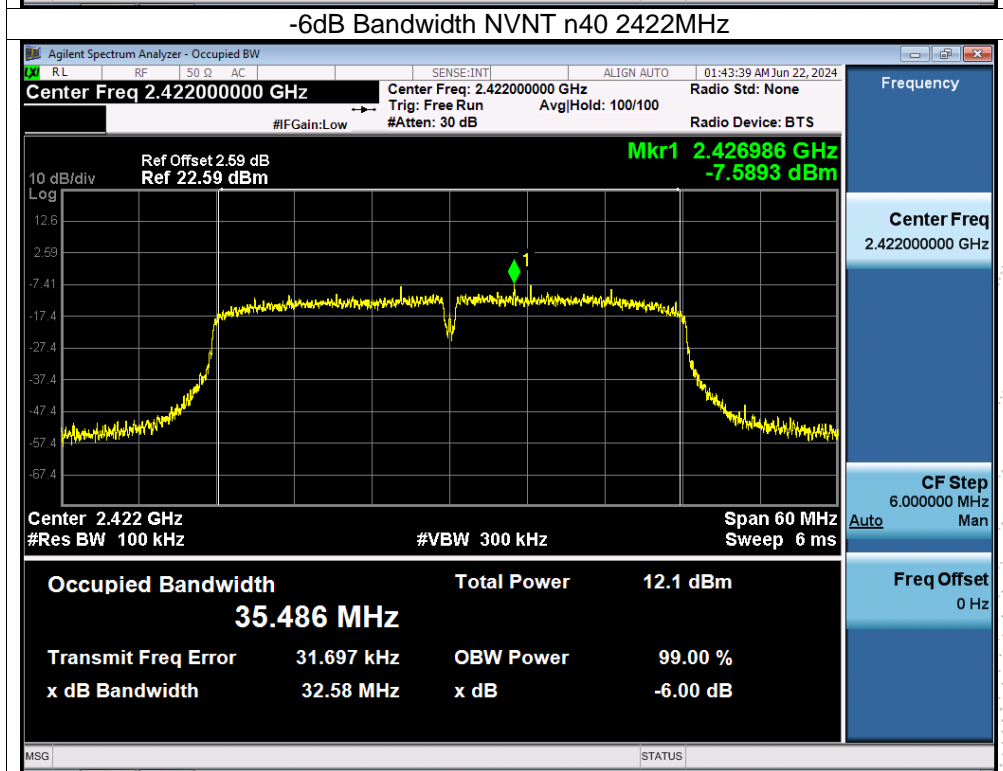 -6dB Bandwidth NVNT n40 2422MHz
Agilent Spectrum Analyzer - Occupied BW
LXI RL RF 50 Ω AC SENSE:INT ALIGN AUTO 01:43:39 AM Jun 22, 2024
Center Freq 2.422000000 GHz Center Freq: 2.422000000 GHz Radio Std: None Frequency
Trig: Free Run Avg|Hold: 100/100
#IFGain:Low #Atten: 30 dB Radio Device: BTS
Mkr1 2.426986 GHz
Ref Offset 2.59 dB
-7.5893 dBm
10 dB/div Ref 22.59 dBm
Log
12.6
2.59
1
-7.41
-17.4
-27.4
-37.4
-47.4
-57.4
-67.4
Center Freq
2.422000000 GHz
Center 2.422 GHz Span 60 MHz
#Res BW 100 kHz #VBW 300 kHz Sweep 6 ms
CF Step
6.000000 MHz
Auto Man
Occupied Bandwidth Total Power 12.1 dBm
35.486 MHz
Transmit Freq Error 31.697 kHz OBW Power 99.00 %
x dB Bandwidth 32.58 MHz x dB -6.00 dB
Freq Offset
0 Hz
MSG STATUS